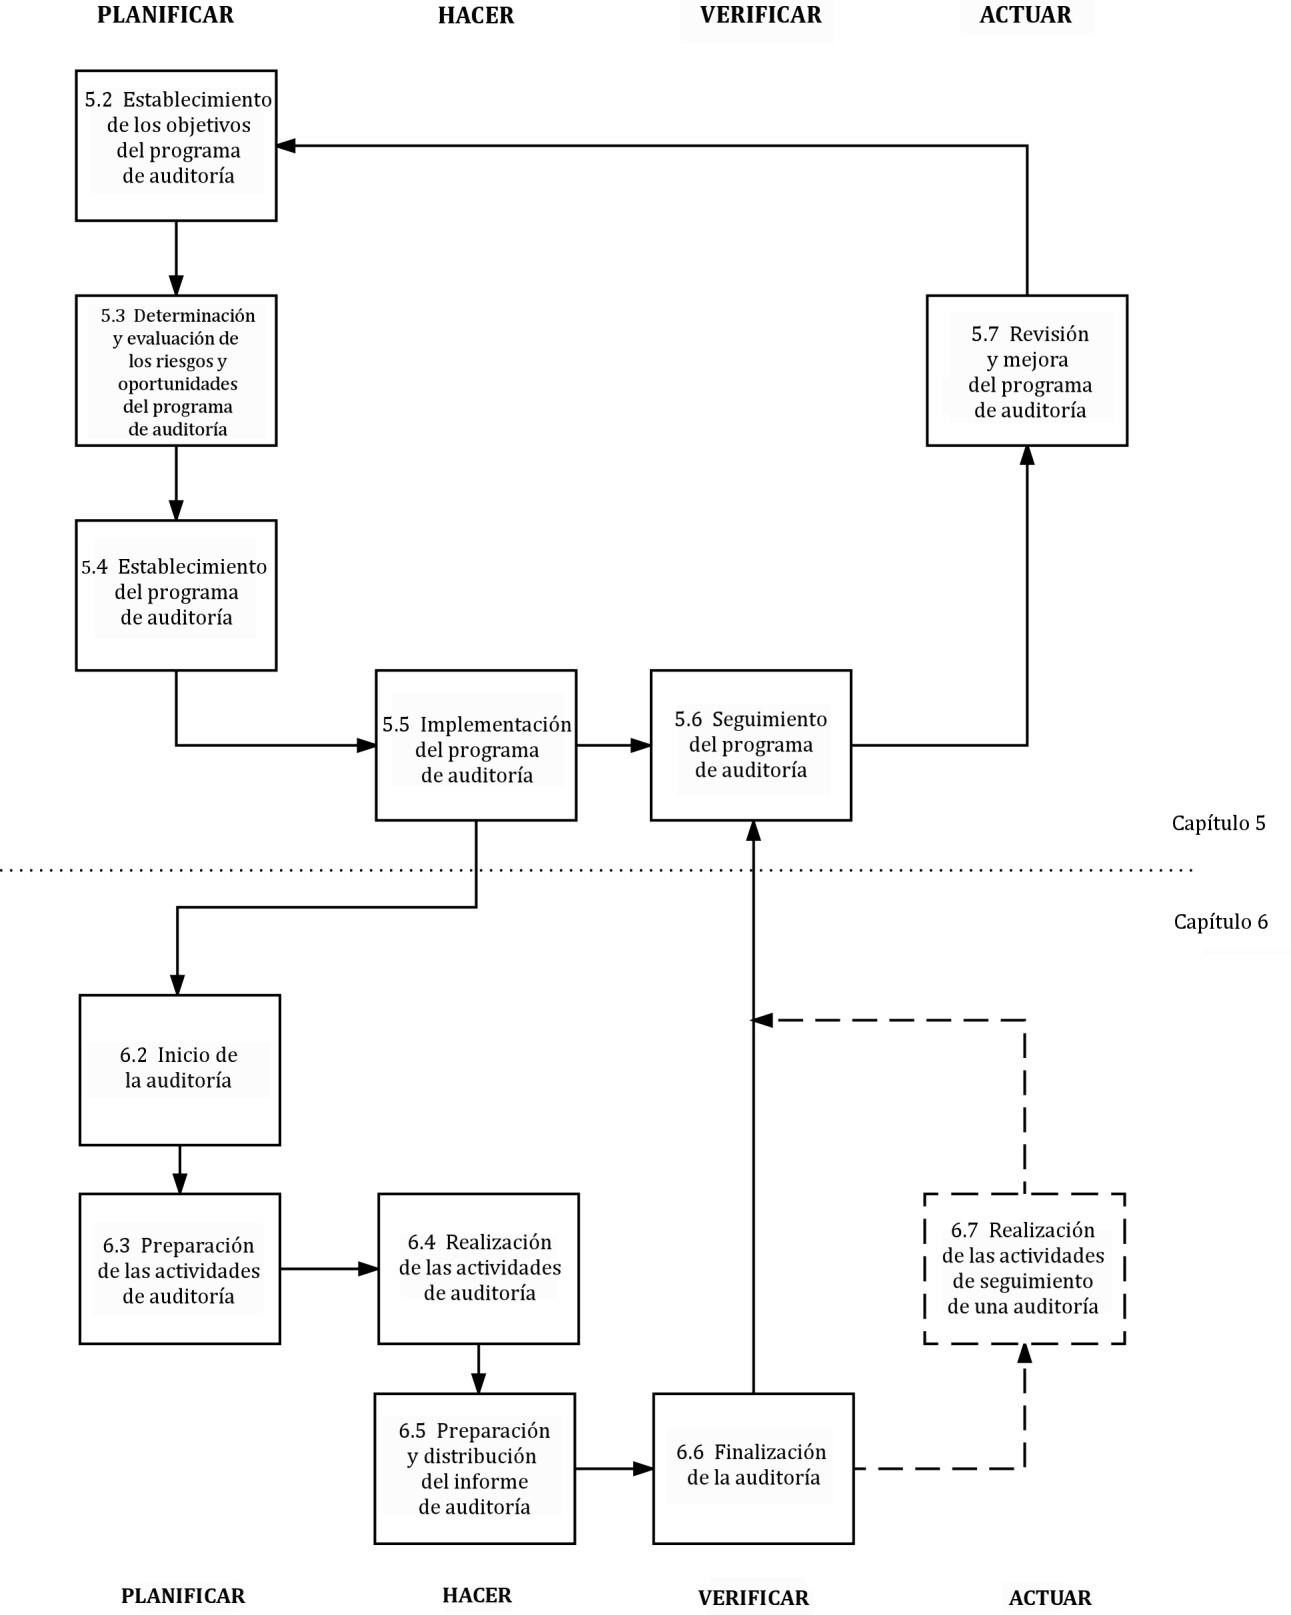 PLANIFICAR
HACER
VERIFICAR
ACTUAR
5.2 Establecimiento
de los objetivos
del programa
de auditoría
5.3 Determinación
y evaluación de
los riesgos y
oportunidades
del programa
de auditoría
5.7 Revisión
y mejora
del programa
de auditoría
5.4 Establecimiento
del programa
de auditoría
5.5 Implementación
del programa
de auditoría
5.6 Seguimiento
del programa
de auditoría
Capítulo 5
Capítulo 6
6.2 Inicio de
la auditoría
6.3 Preparación
de las actividades
de auditoría
6.4 Realización
de las actividades
de auditoría
6.7 Realización
de las actividades
de seguimiento
de una auditoría
6.5 Preparación
y distribución
del informe
de auditoría
6.6 Finalización
de la auditoría
PLANIFICAR
HACER
VERIFICAR
ACTUAR